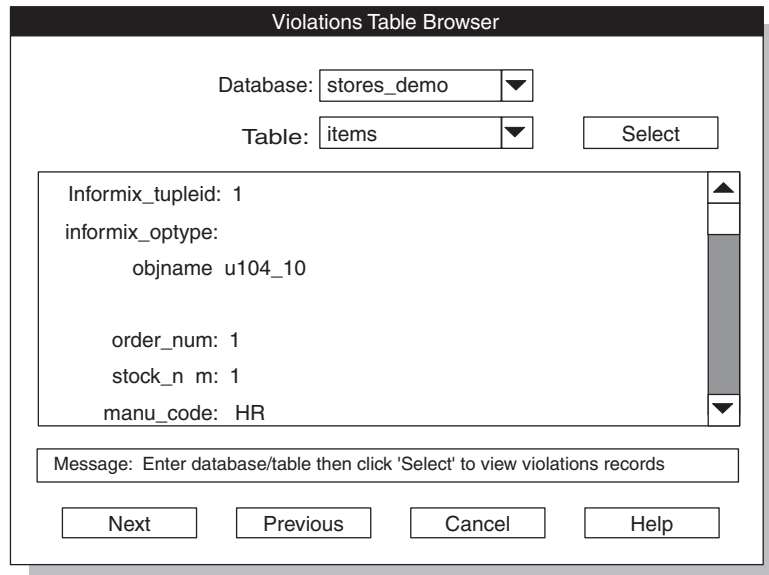 Violations Table Browser
Database: stores_demo
Table: items Select
Informix_tupleid: 1
informix_optype:
objname u104_10
order_num: 1
stock_n m: 1
manu_code: HR
Message: Enter database/table then click 'Select' to view violations records
Next Previous Cancel Help